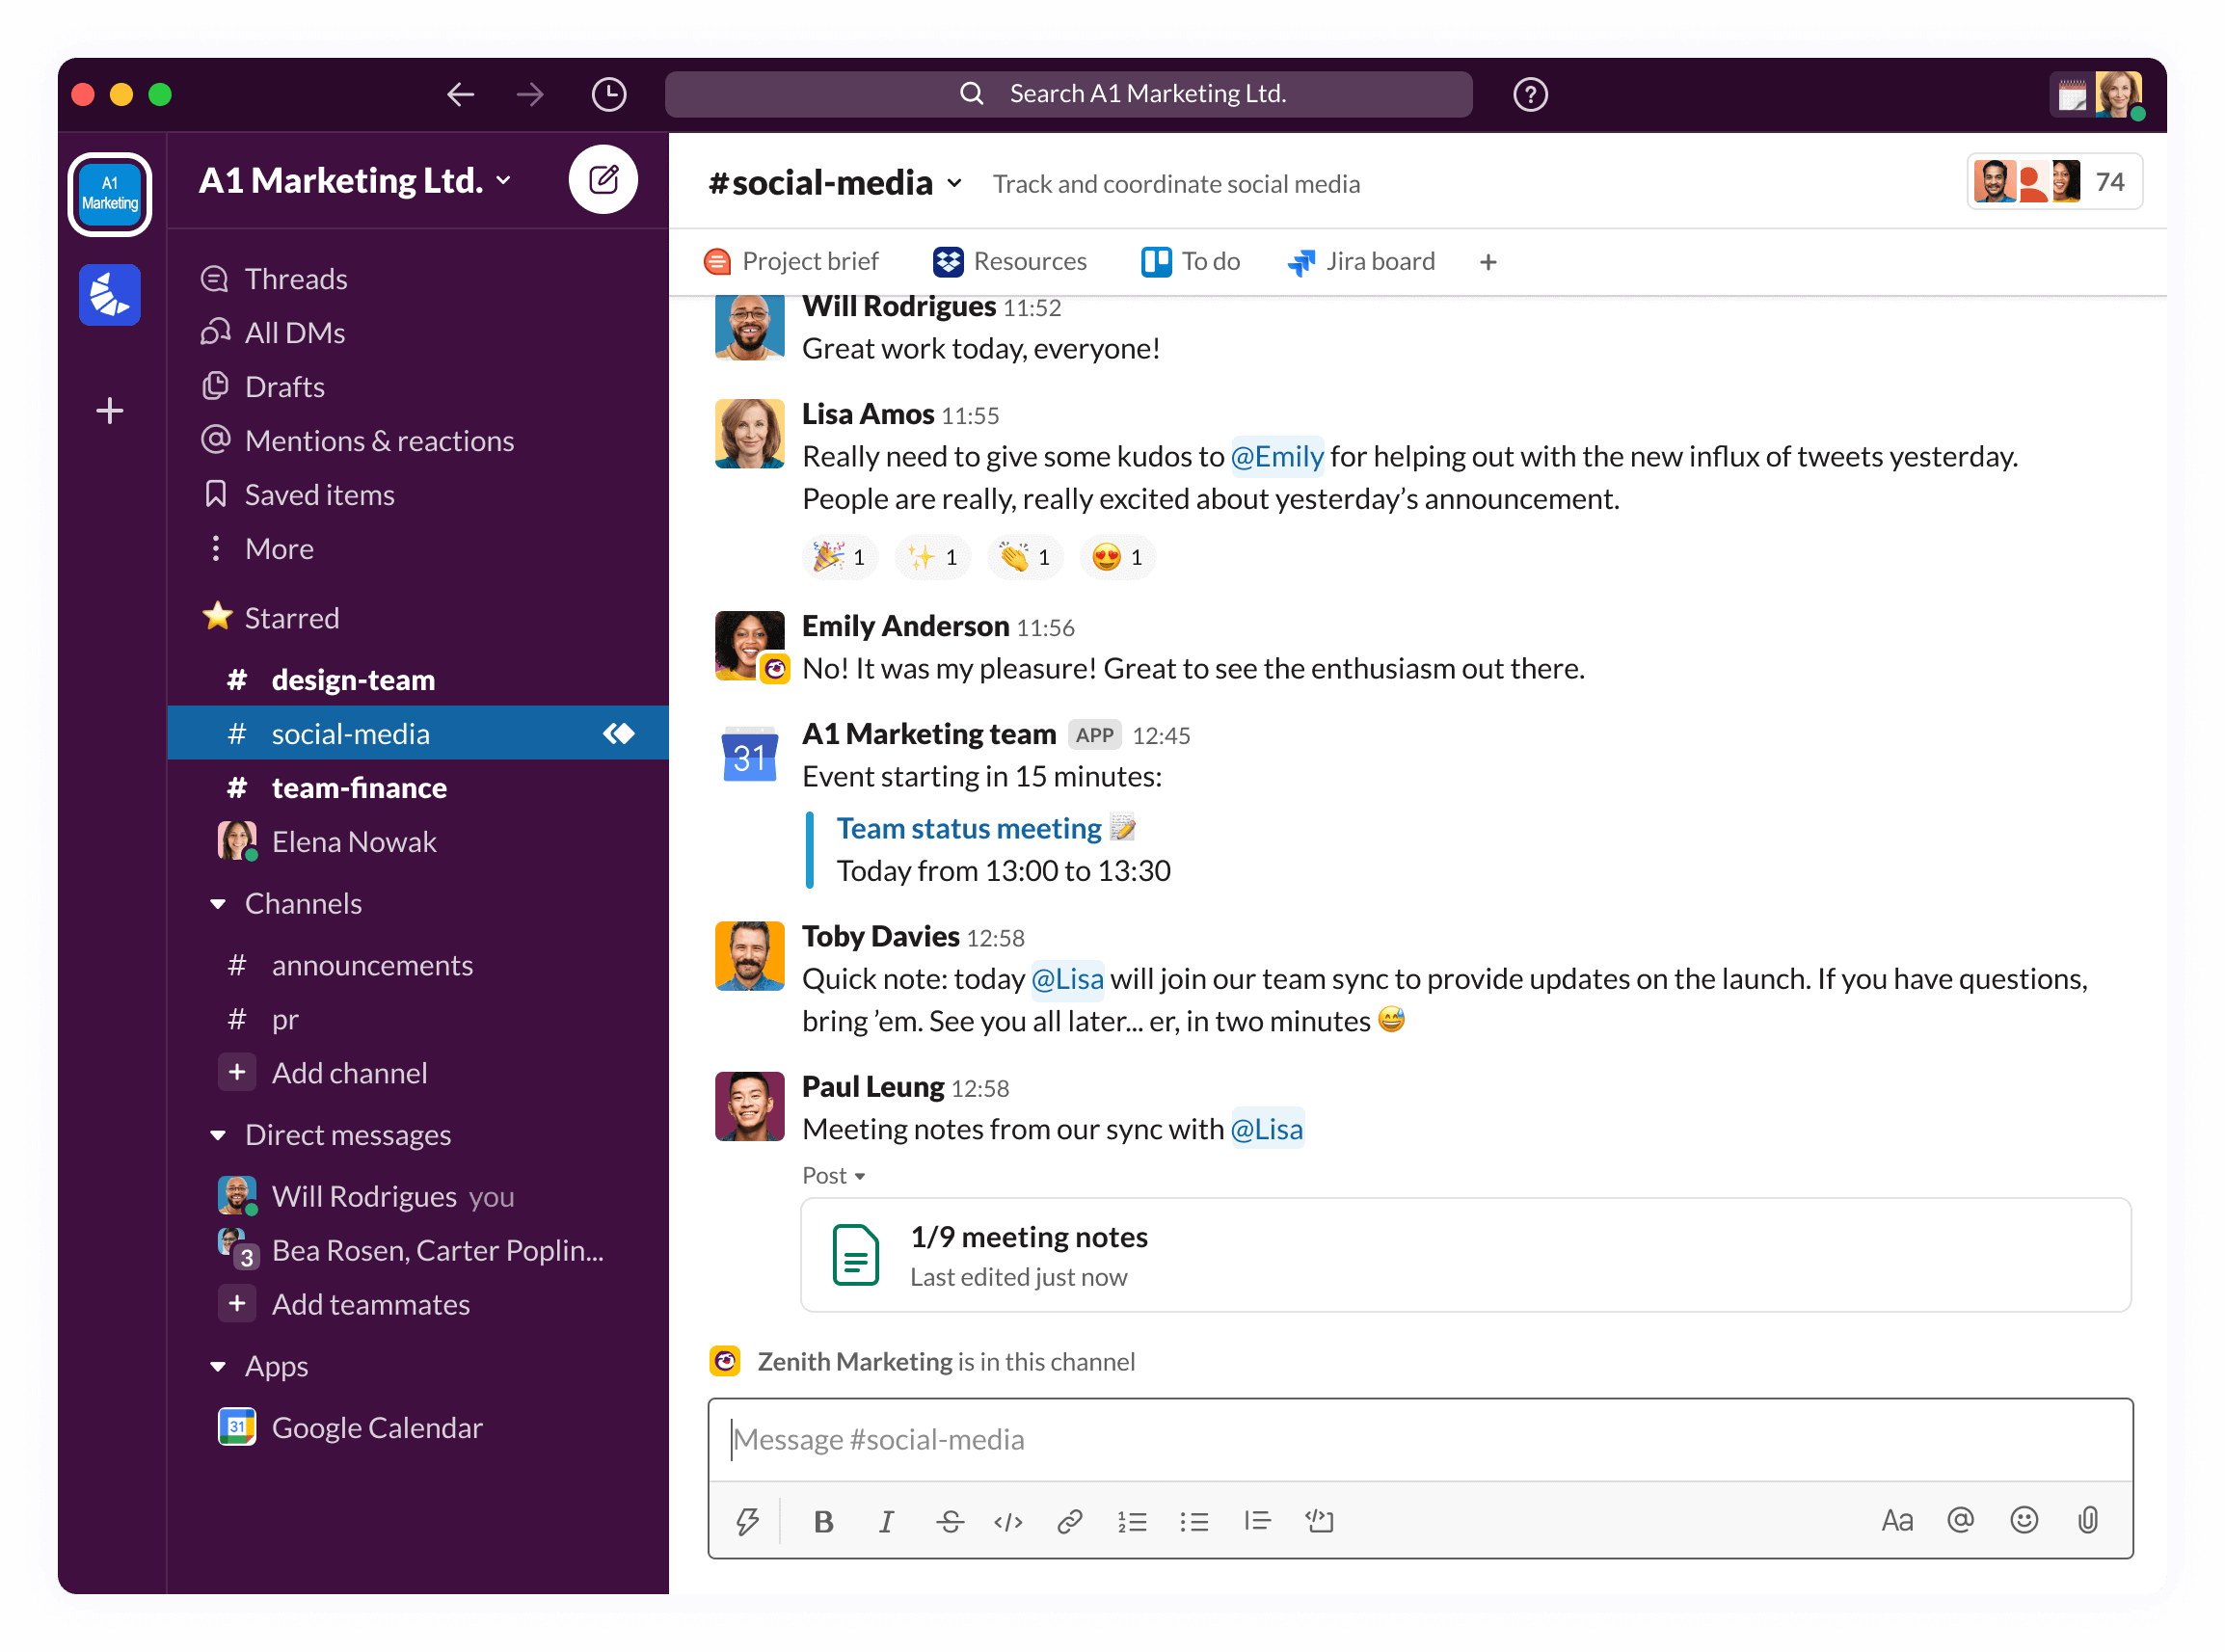 Search A1 Marketing Ltd.
A1
Marketing
A1 Marketing Ltd.
Threads
All DMs
Drafts
Mentions & reactions
Saved items
More
Starred
# design-team
# social-media
# team-finance
Elena Nowak
Channels
# announcements
# pr
+ Add channel
Direct messages
Will Rodrigues you
3 Bea Rosen, Carter Poplin...
+ Add teammates
Apps
31 Google Calendar
#social-media Track and coordinate social media
74
Project brief Resources To do Jira board +
Will Rodrigues 11:52
Great work today, everyone!
Lisa Amos 11:55
Really need to give some kudos to @Emily for helping out with the new influx of tweets yesterday.
People are really, really excited about yesterday’s announcement.
🎉 1 ✨ 1 👏 1 😍 1
Emily Anderson 11:56
No! It was my pleasure! Great to see the enthusiasm out there.
31
A1 Marketing team APP 12:45
Event starting in 15 minutes:
Team status meeting 📝
Today from 13:00 to 13:30
Toby Davies 12:58
Quick note: today @Lisa will join our team sync to provide updates on the launch. If you have questions,
bring ’em. See you all later... er, in two minutes 😅
Paul Leung 12:58
Meeting notes from our sync with @Lisa
Post
1/9 meeting notes
Last edited just now
Zenith Marketing is in this channel
Message #social-media
B I S </> Aa @